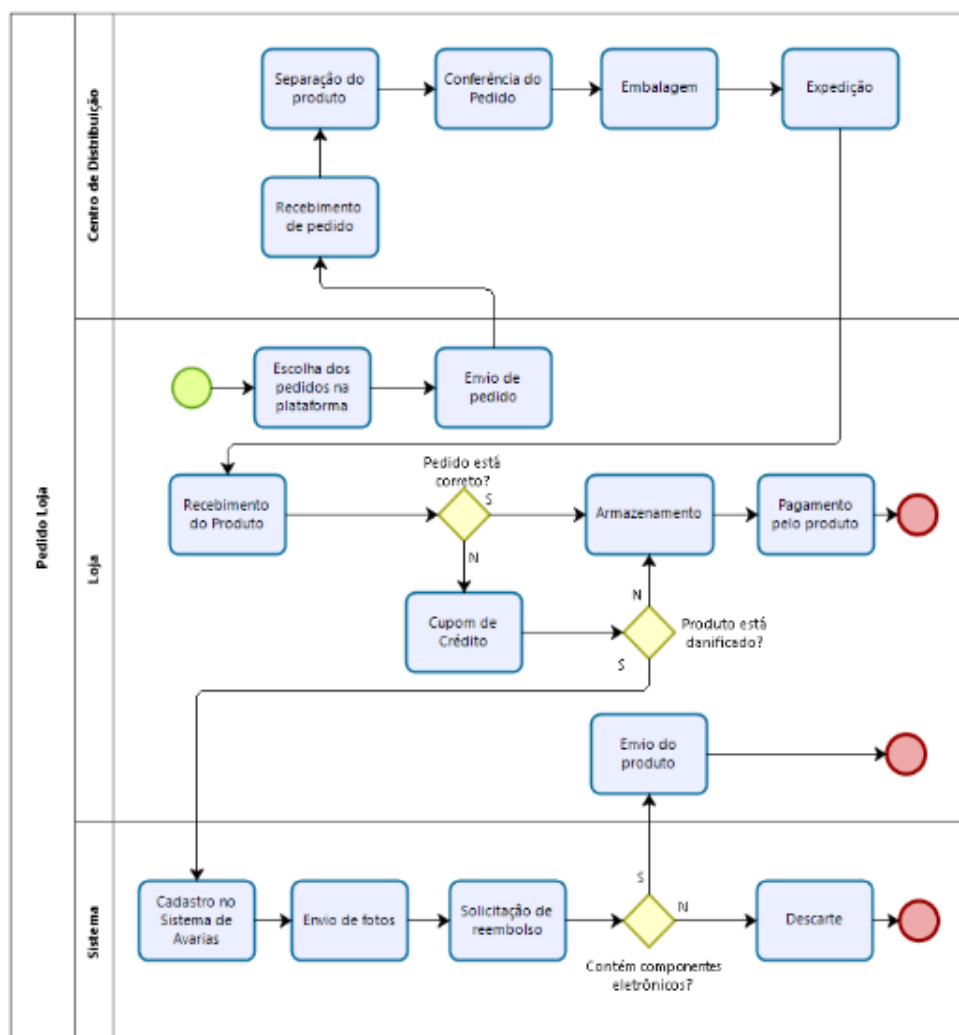 Pedido Loja
Centro de Distribuição
Separação do
produto
Conferência do
Pedido
Embalagem
Expedição
Recebimento
de pedido
Loja
Escolha dos
pedidos na
plataforma
Envio de
pedido
Recebimento
do Produto
Pedido está
correto?
S
N
Armazenamento
Pagamento
pelo produto
Cupom de
Crédito
N
Produto está
danificado?
S
Envio do
produto
Sistema
Cadastro no
Sistema de
Avarias
Envio de fotos
Solicitação de
reembolso
S
N
Contém componentes
eletrônicos?
Descarte